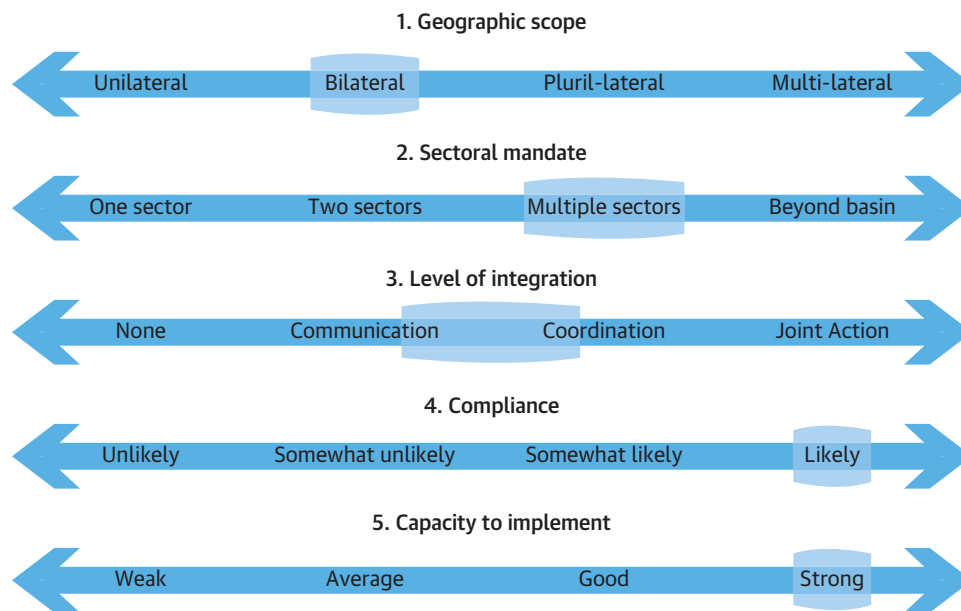 1. Geographic scope
Unilateral Bilateral Pluril-lateral Multi-lateral
2. Sectoral mandate
One sector Two sectors Multiple sectors Beyond basin
3. Level of integration
None Communication Coordination Joint Action
4. Compliance
Unlikely Somewhat unlikely Somewhat likely Likely
5. Capacity to implement
Weak Average Good Strong